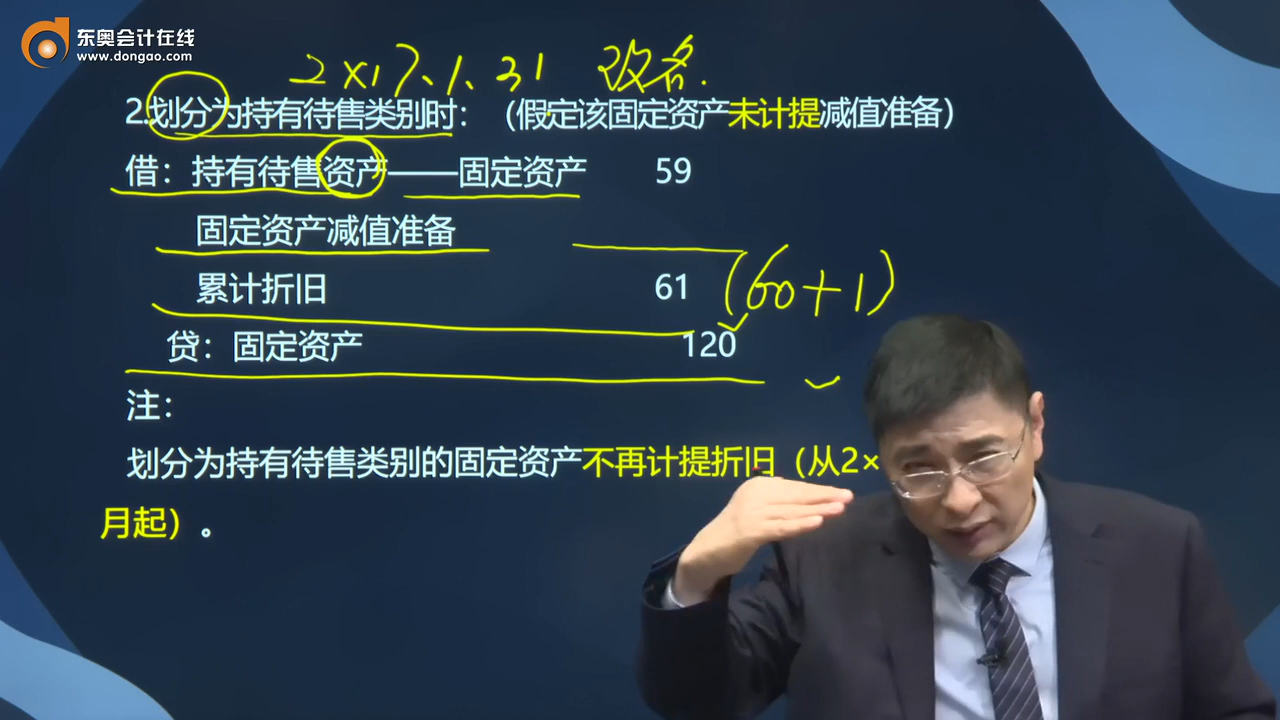 东奥会计在线
www.dongao.com
2×17、1、31 改名.
2.划分为持有待售类别时：（假定该固定资产未计提减值准备）
借：持有待售资产——固定资产 59
固定资产减值准备
累计折旧 61 (60+1)
贷：固定资产 120
注：
划分为持有待售类别的固定资产不再计提折旧（从2×
月起）。